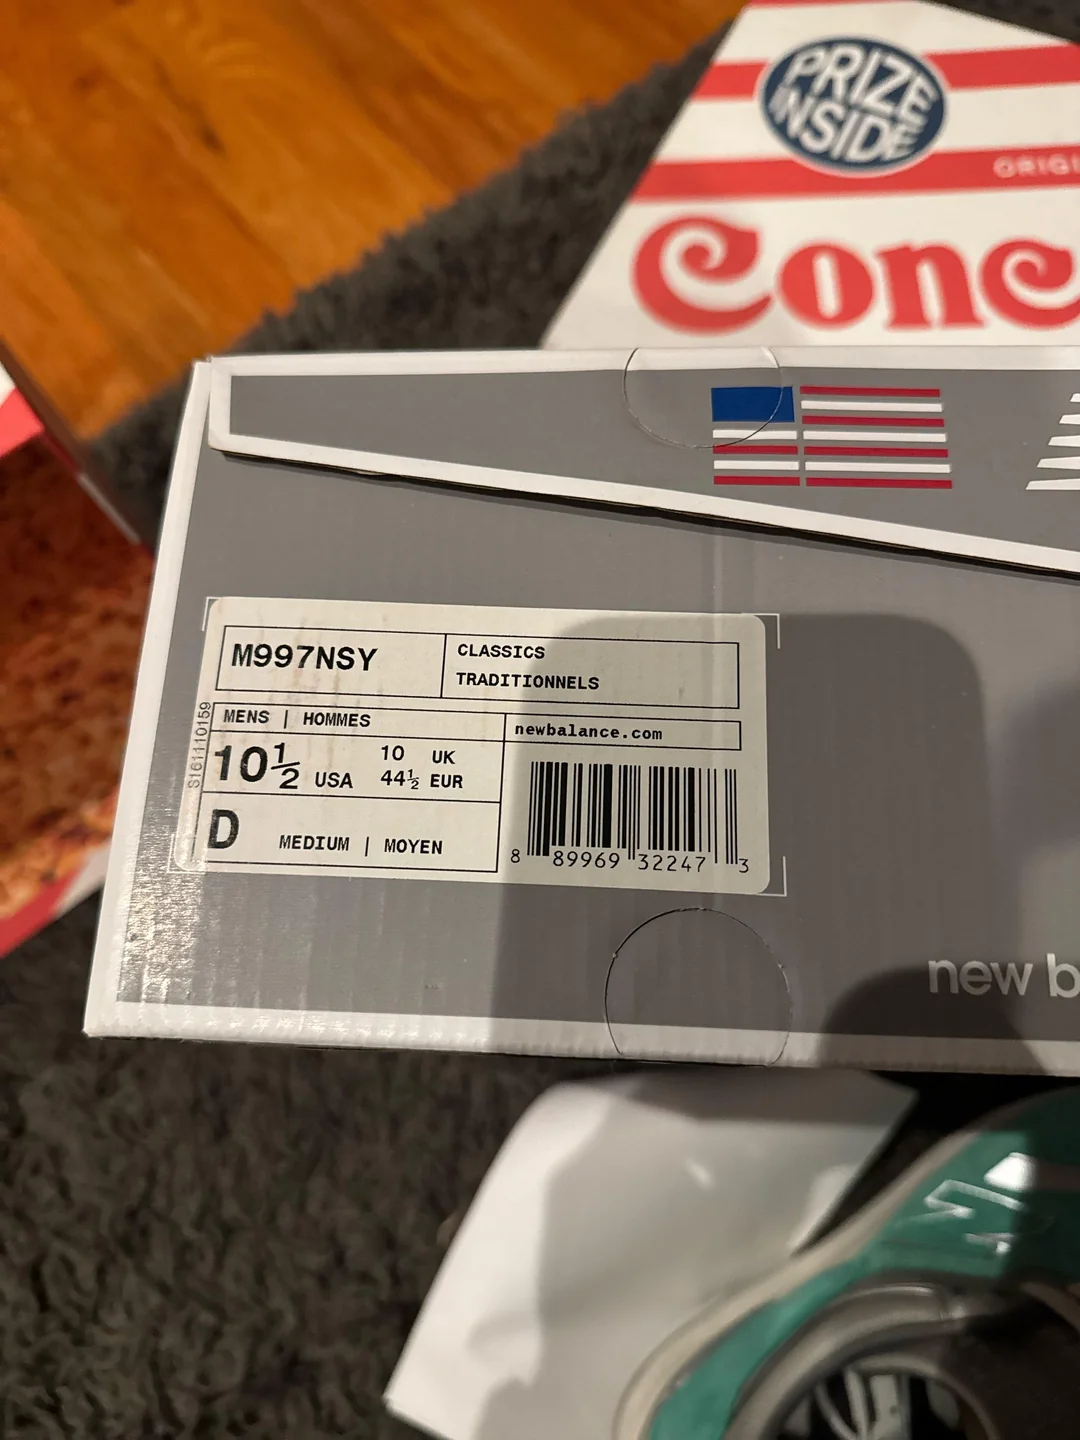 PRIZE
INSIDE
ORIGI
Conc
M997NSY
CLASSICS
TRADITIONNELS
MENS | HOMMES
newbalance.com
10½ USA
10 UK
44½ EUR
D MEDIUM | MOYEN
S161110159
8 89969 32247 3
new b